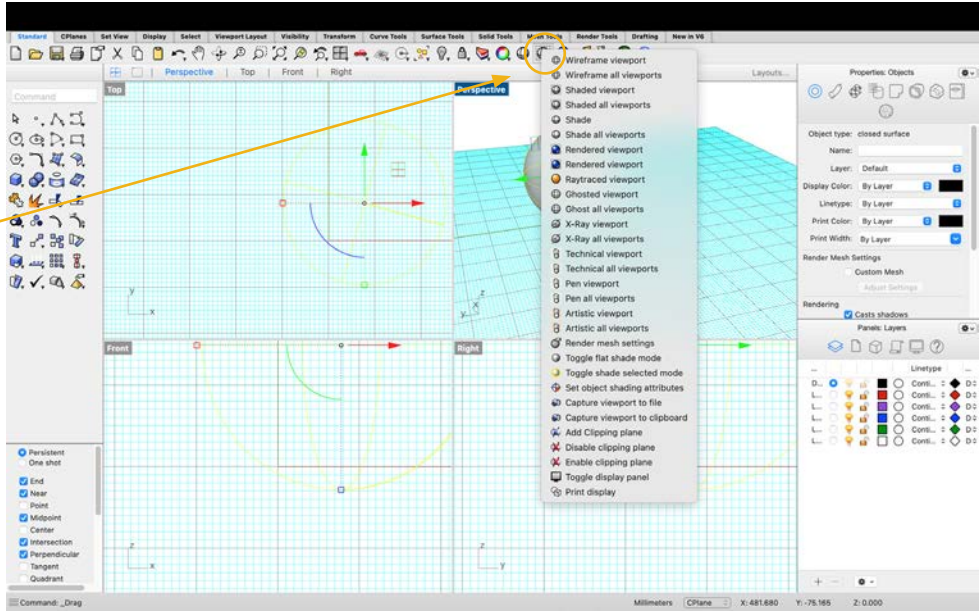 Standard CPlanes Set View Display Select Viewport Layout Visibility Transform Curve Tools Surface Tools Solid Tools Mesh Tools Render Tools Drafting New in V6
Perspective | Top | Front | Right
Layouts...
Command
Top
Perspective
y
x
z
y
x
Front
Right
z
x
z
y
Wireframe viewport
Wireframe all viewports
Shaded viewport
Shaded all viewports
Shade
Shade all viewports
Rendered viewport
Rendered viewport
Raytraced viewport
Ghosted viewport
Ghost all viewports
X-Ray viewport
X-Ray all viewports
Technical viewport
Technical all viewports
Pen viewport
Pen all viewports
Artistic viewport
Artistic all viewports
Render mesh settings
Toggle flat shade mode
Toggle shade selected mode
Set object shading attributes
Capture viewport to file
Capture viewport to clipboard
Add Clipping plane
Disable clipping plane
Enable clipping plane
Toggle display panel
Print display
Properties: Objects
Object type: closed surface
Name:
Layer: Default
Display Color: By Layer
Linetype: By Layer
Print Color: By Layer
Print Width: By Layer
Render Mesh Settings
Custom Mesh
Adjust Settings
Rendering
Casts shadows
Panels: Layers
... Linetype ...
D... Conti... D
L... Conti... D
L... Conti... D
L... Conti... D
L... Conti... D
L... Conti... D
Persistent
One shot
End
Near
Point
Midpoint
Center
Intersection
Perpendicular
Tangent
Quadrant
Command: _Drag
Millimeters CPlane X: 481.680 Y: -75.165 Z: 0.000